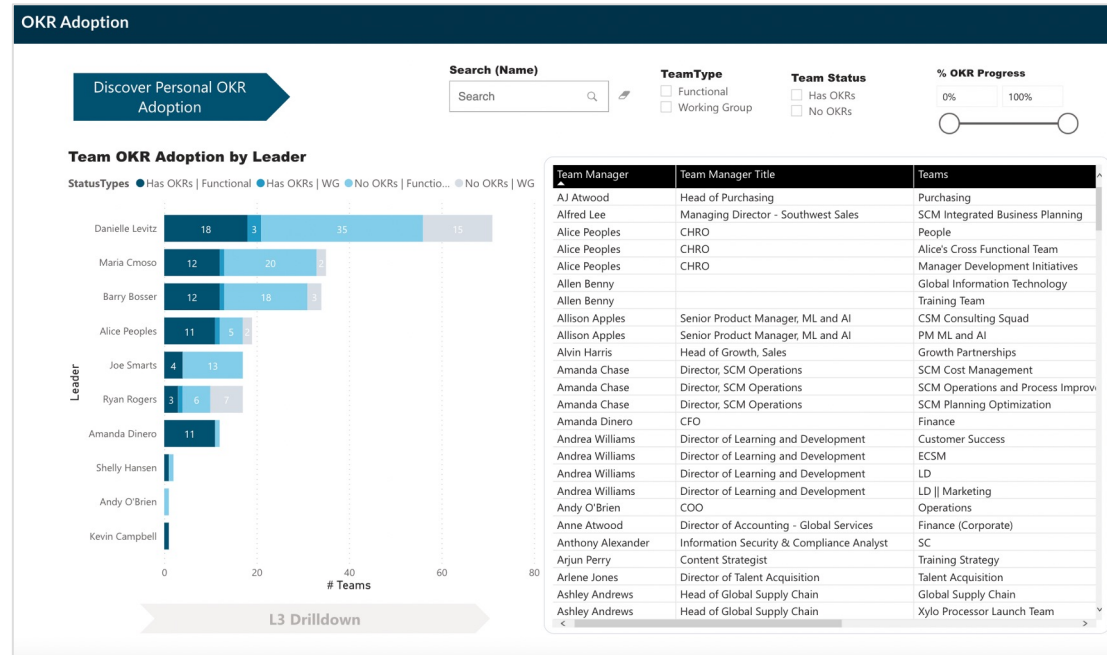 OKR Adoption
Discover Personal OKR
Adoption
Search (Name)
Search
TeamType
Functional
Working Group
Team Status
Has OKRs
No OKRs
% OKR Progress
0% 100%
Team OKR Adoption by Leader
StatusTypes Has OKRs | Functional Has OKRs | WG No OKRs | Functio... No OKRs | WG
Leader
Danielle Levitz 18 3 35 15
Maria Cmoso 12 20 2
Barry Bosser 12 18 3
Alice Peoples 11 5 2
Joe Smarts 4 13
Ryan Rogers 3 6 7
Amanda Dinero 11
Shelly Hansen
Andy O'Brien
Kevin Campbell
0 20 40 60 80
# Teams
L3 Drilldown
Team Manager Team Manager Title Teams
AJ Atwood Head of Purchasing Purchasing
Alfred Lee Managing Director - Southwest Sales SCM Integrated Business Planning
Alice Peoples CHRO People
Alice Peoples CHRO Alice's Cross Functional Team
Alice Peoples CHRO Manager Development Initiatives
Allen Benny Global Information Technology
Allen Benny Training Team
Allison Apples Senior Product Manager, ML and AI CSM Consulting Squad
Allison Apples Senior Product Manager, ML and AI PM ML and AI
Alvin Harris Head of Growth, Sales Growth Partnerships
Amanda Chase Director, SCM Operations SCM Cost Management
Amanda Chase Director, SCM Operations SCM Operations and Process Improv
Amanda Chase Director, SCM Operations SCM Planning Optimization
Amanda Dinero CFO Finance
Andrea Williams Director of Learning and Development Customer Success
Andrea Williams Director of Learning and Development ECSM
Andrea Williams Director of Learning and Development LD
Andrea Williams Director of Learning and Development LD || Marketing
Andy O'Brien COO Operations
Anne Atwood Director of Accounting - Global Services Finance (Corporate)
Anthony Alexander Information Security & Compliance Analyst SC
Arjun Perry Content Strategist Training Strategy
Arlene Jones Director of Talent Acquisition Talent Acquisition
Ashley Andrews Head of Global Supply Chain Global Supply Chain
Ashley Andrews Head of Global Supply Chain Xylo Processor Launch Team